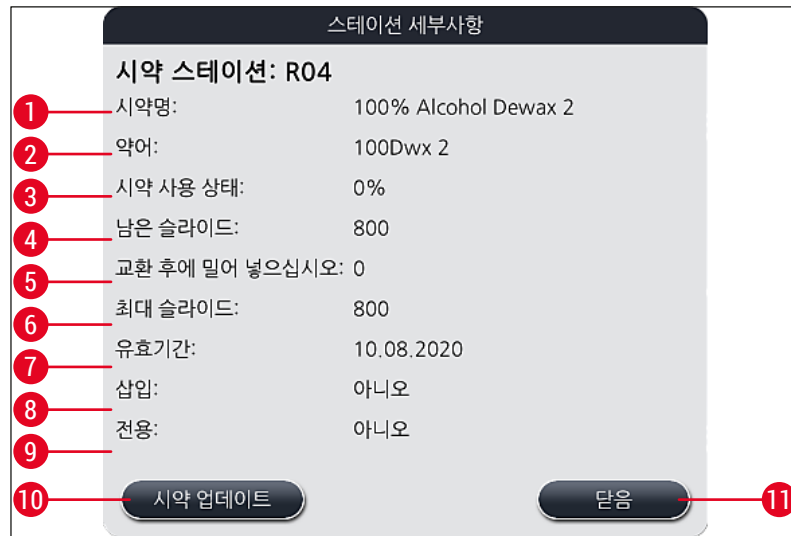 스테이션 세부사항
시약 스테이션: R04
1 시약명: 100% Alcohol Dewax 2
2 약어: 100Dwx 2
3 시약 사용 상태: 0%
4 남은 슬라이드: 800
5 교환 후에 밀어 넣으십시오: 0
6 최대 슬라이드: 800
7 유효기간: 10.08.2020
8 삽입: 아니오
9 전용: 아니오
10 시약 업데이트 닫음 11